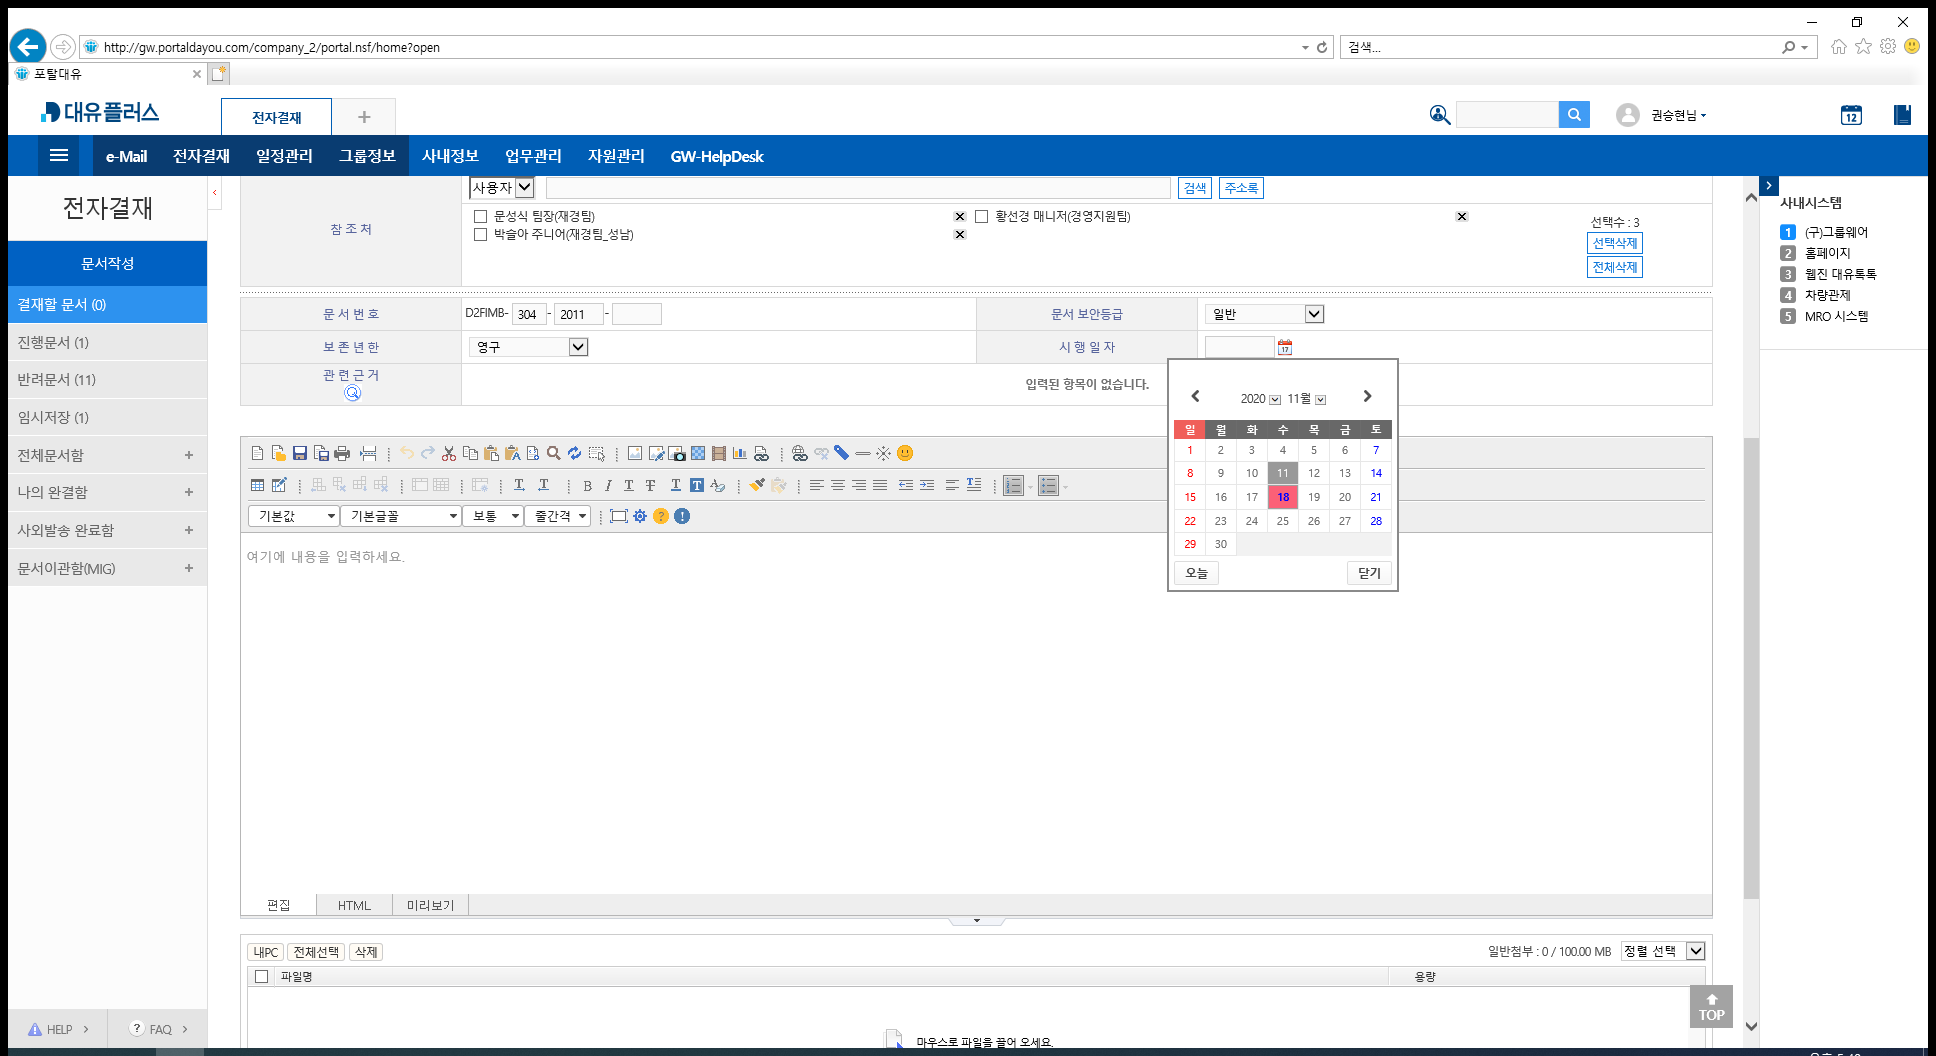 http://gw.portaldayou.com/company_2/portal.nsf/home?open
검색...
포탈대유
대유플러스
전자결재
권승현님
12
e-Mail 전자결재 일정관리 그룹정보 사내정보 업무관리 자원관리 GW-HelpDesk
전자결재
문서작성
결재할 문서 (0)
진행문서 (1)
반려문서 (11)
임시저장 (1)
전체문서함 +
나의 완결함 +
사외발송 완료함 +
문서이관함(MIG) +
HELP
? FAQ
참 조 처
사용자
검색
주소록
문성식 팀장(재경팀)
황선경 매니저(경영지원팀)
박슬아 주니어(재경팀_성남)
선택수 : 3
선택삭제
전체삭제
문 서 번 호
D2FIMB- 304 - 2011 -
문서 보안등급
일반
보 존 년 한
영구
시 행 일 자
17
관 련 근 거
입력된 항목이 없습니다.
2020 11월
일 월 화 수 목 금 토
1 2 3 4 5 6 7
8 9 10 11 12 13 14
15 16 17 18 19 20 21
22 23 24 25 26 27 28
29 30
오늘
닫기
기본값
기본글꼴
보통
줄간격
여기에 내용을 입력하세요.
편집
HTML
미리보기
내PC
전체선택
삭제
일반첨부 : 0 / 100.00 MB
정렬 선택
파일명
용량
마우스로 파일을 끌어 오세요.
TOP
사내시스템
1 (구)그룹웨어
2 홈페이지
3 웹진 대유톡톡
4 차량관제
5 MRO 시스템